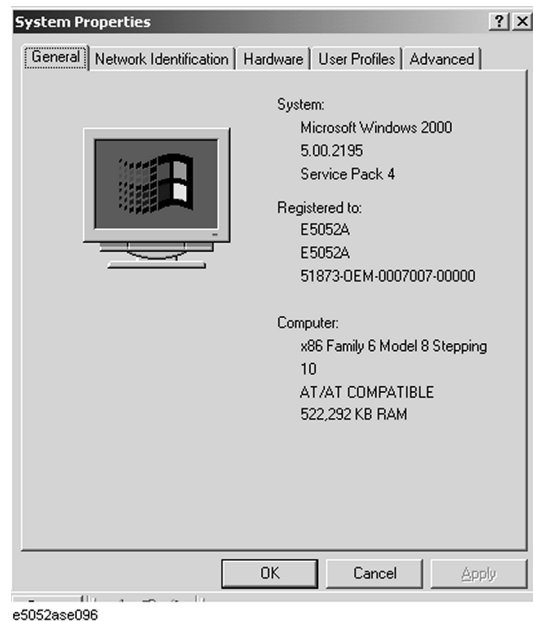 System Properties
General Network Identification Hardware User Profiles Advanced
System:
Microsoft Windows 2000
5.00.2195
Service Pack 4
Registered to:
E5052A
E5052A
51873-OEM-0007007-00000
Computer:
x86 Family 6 Model 8 Stepping
10
AT/AT COMPATIBLE
522,292 KB RAM
OK Cancel Apply
e5052ase096